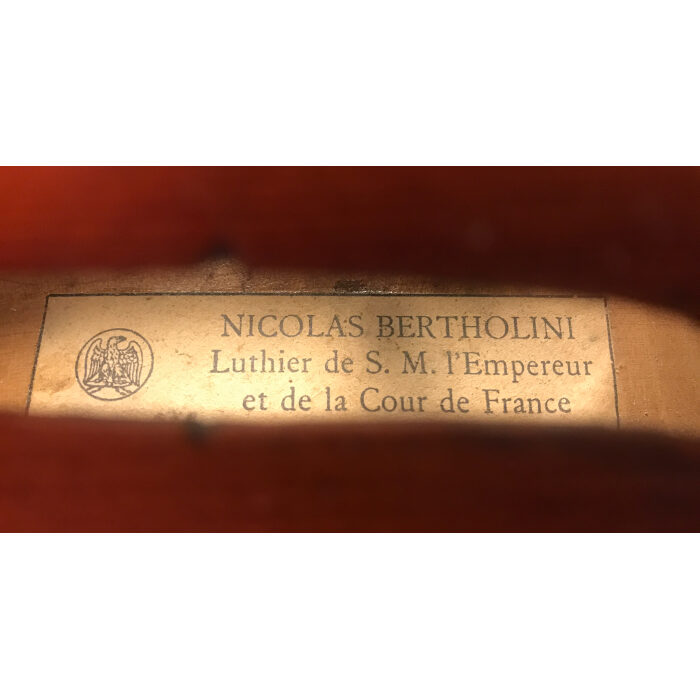 NICOLAS BERTHOLINI
Luthier de S. M. l'Empereur
et de la Cour de France